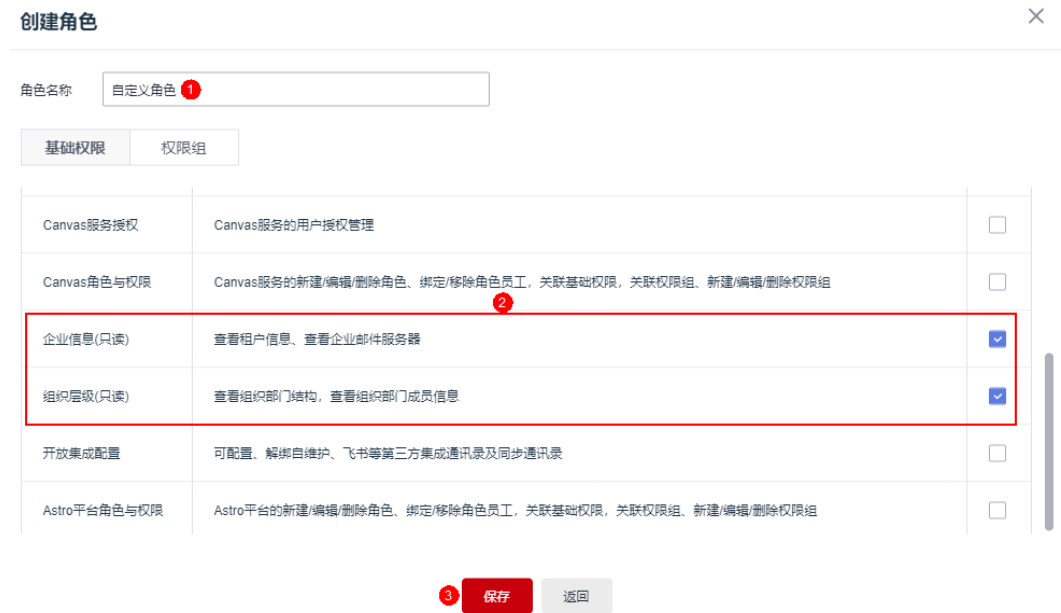 创建角色
角色名称 自定义角色 1
基础权限 权限组
Canvas服务授权 Canvas服务的用户授权管理
Canvas角色与权限 Canvas服务的新建/编辑/删除角色、绑定/移除角色员工，关联基础权限，关联权限组、新建/编辑/删除权限组
2
企业信息(只读) 查看租户信息、查看企业邮件服务器
组织层级(只读) 查看组织部门结构，查看组织部门成员信息
开放集成配置 可配置、解绑自维护、飞书等第三方集成通讯录及同步通讯录
Astro平台角色与权限 Astro平台的新建/编辑/删除角色、绑定/移除角色员工，关联基础权限，关联权限组、新建/编辑/删除权限组
3 保存 返回